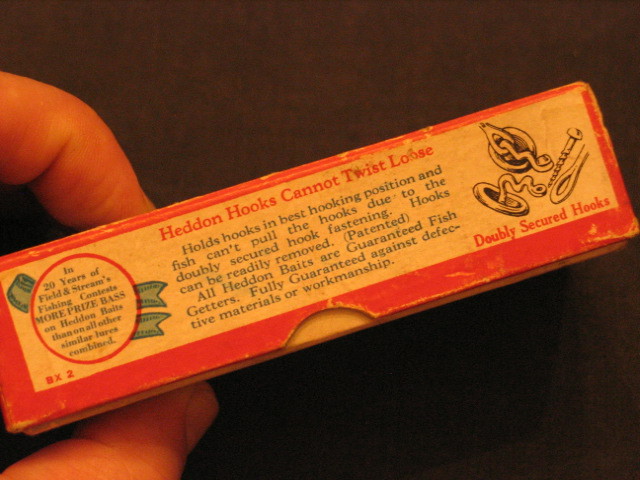 Heddon Hooks Cannot Twist Loose
Holds hooks in best hooking position and
fish can't pull the hooks due to the
doubly secured hook fastening. Hooks
can be readily removed. (Patented)
All Heddon Baits are Guaranteed Fish
Getters. Fully Guaranteed against defec-
tive materials or workmanship.
Doubly Secured Hooks
In
20 Years of
Field & Stream's
Fishing Contests
MORE PRIZE BASS
on Heddon Baits
than on all other
similar lures
combined.
BX 2